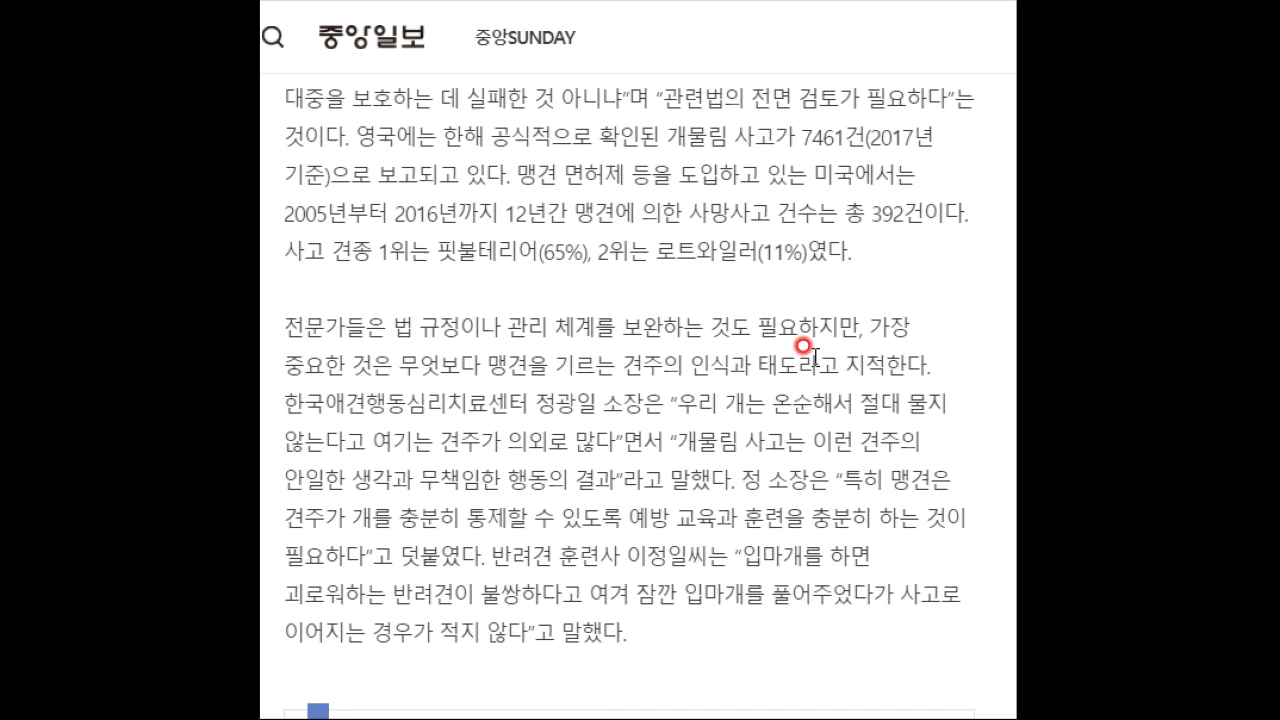 중앙일보 중앙SUNDAY
대중을 보호하는 데 실패한 것 아니냐”며 “관련법의 전면 검토가 필요하다”는
것이다. 영국에는 한해 공식적으로 확인된 개물림 사고가 7461건(2017년
기준)으로 보고되고 있다. 맹견 면허제 등을 도입하고 있는 미국에서는
2005년부터 2016년까지 12년간 맹견에 의한 사망사고 건수는 총 392건이다.
사고 견종 1위는 핏불테리어(65%), 2위는 로트와일러(11%)였다.
전문가들은 법 규정이나 관리 체계를 보완하는 것도 필요하지만, 가장
중요한 것은 무엇보다 맹견을 기르는 견주의 인식과 태도라고 지적한다.
한국애견행동심리치료센터 정광일 소장은 “우리 개는 온순해서 절대 물지
않는다고 여기는 견주가 의외로 많다”면서 “개물림 사고는 이런 견주의
안일한 생각과 무책임한 행동의 결과”라고 말했다. 정 소장은 “특히 맹견은
견주가 개를 충분히 통제할 수 있도록 예방 교육과 훈련을 충분히 하는 것이
필요하다”고 덧붙였다. 반려견 훈련사 이정일씨는 “입마개를 하면
괴로워하는 반려견이 불쌍하다고 여겨 잠깐 입마개를 풀어주었다가 사고로
이어지는 경우가 적지 않다”고 말했다.